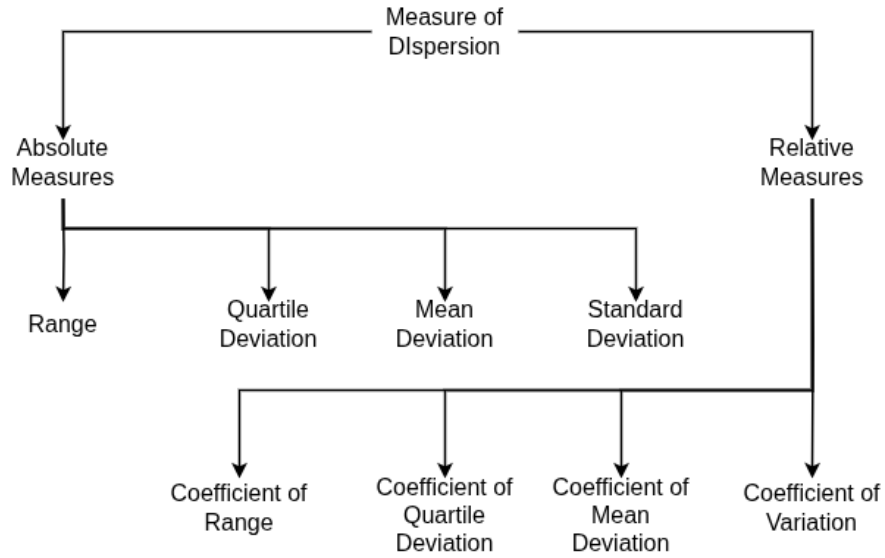 Measure of
DIspersion
Absolute
Measures
Relative
Measures
Range
Quartile
Deviation
Mean
Deviation
Standard
Deviation
Coefficient of
Range
Coefficient of
Quartile
Deviation
Coefficient of
Mean
Deviation
Coefficient of
Variation